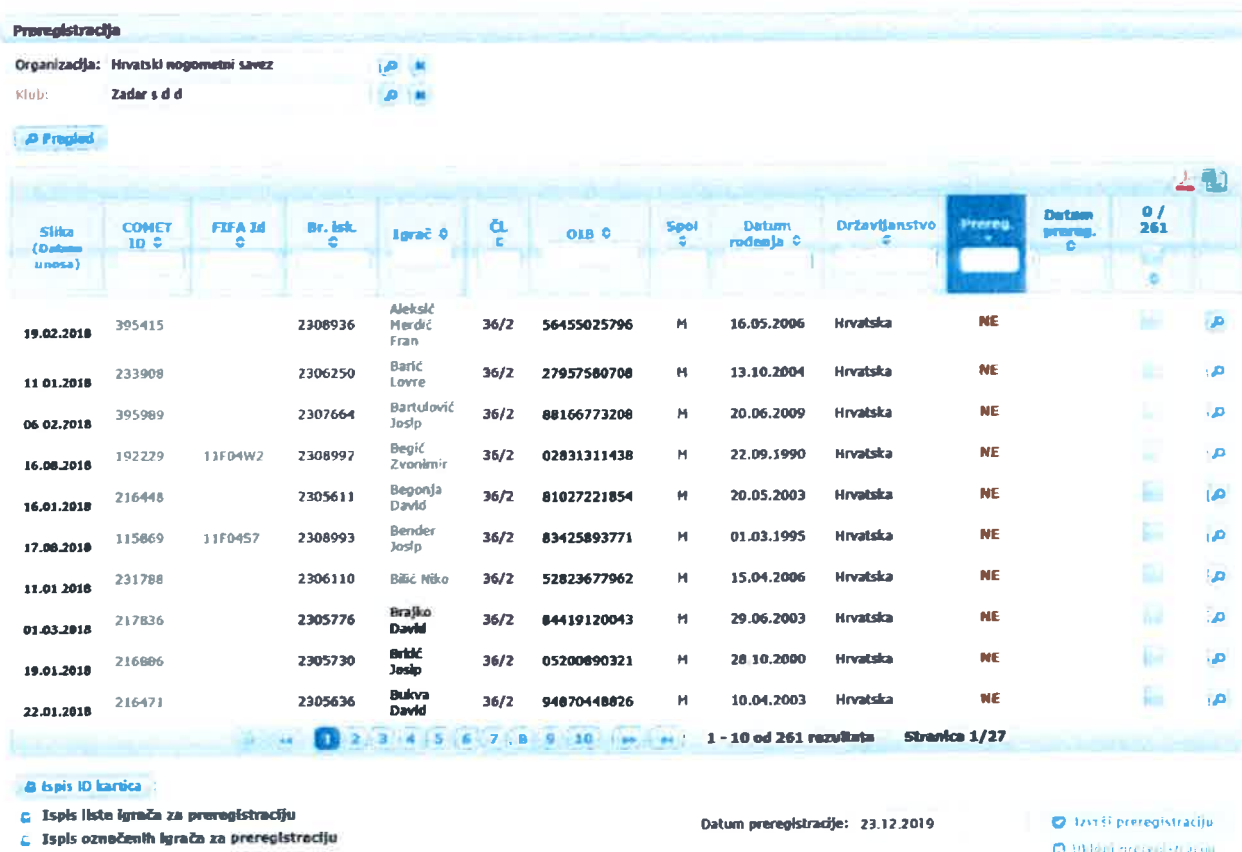 Preregistracija
Organizacija: Hrvatski nogometni savez
Klub: Zadar s d d
Pregled
Slika (Datum unosa) COMET ID FIFA Id Br. isk. Igrač Čl. OIB Spol Datum rođenja Državljanstvo Prereg. Datum prereg. 0 / 261
19.02.2018 395415 2308936 Aleksić Merdić Fran 36/2 56455025796 M 16.05.2006 Hrvatska NE
11.01.2018 233908 2306250 Barić Lovre 36/2 27957580708 M 13.10.2004 Hrvatska NE
06.02.2018 395989 2307664 Bartulović Josip 36/2 88166773208 M 20.06.2009 Hrvatska NE
16.08.2018 192229 11F04W2 2308997 Begić Zvonimir 36/2 02831311438 M 22.09.1990 Hrvatska NE
16.01.2018 216448 2305611 Begonja David 36/2 81027221854 M 20.05.2003 Hrvatska NE
17.08.2018 115869 11F04S7 2308993 Bender Josip 36/2 83425893771 M 01.03.1995 Hrvatska NE
11.01.2018 231788 2306110 Bilić Niko 36/2 52823677962 M 15.04.2006 Hrvatska NE
01.03.2018 217836 2305776 Brajko David 36/2 84419120043 M 29.06.2003 Hrvatska NE
19.01.2018 216886 2305730 Brkić Josip 36/2 05200890321 M 28.10.2000 Hrvatska NE
22.01.2018 216471 2305636 Bukva David 36/2 94870448826 M 10.04.2003 Hrvatska NE
1 2 3 4 5 6 7 8 9 10 1 - 10 od 261 rezultata Stranica 1/27
Ispis ID kartica
Ispis liste igrača za preregistraciju
Ispis označenih igrača za preregistraciju
Datum preregistracije: 23.12.2019
Izvrši preregistraciju